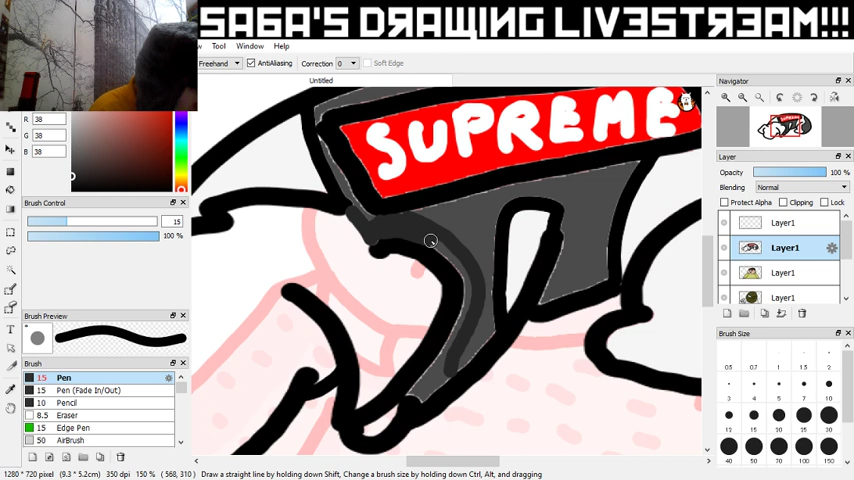 SAGA'S DЯAШIИG LIVESTЯEAM!!!
w Tool Window Help
Freehand AntiAliasing Correction 0 Soft Edge
Untitled
R 38
G 38
B 38
Brush Control
15
100 %
Brush Preview
Brush
15 Pen
15 Pen (Fade In/Out)
10 Pencil
8.5 Eraser
15 Edge Pen
50 AirBrush
SUPREME
Navigator
Layer
Opacity 100 %
Blending Normal
Protect Alpha Clipping Lock
Layer1
Layer1
Layer1
Layer1
Brush Size
0.5 0.7 1 1.5 2
3 4 5 7 10
12 15 20 25 30
40 50 70 100 150
1280 * 720 pixel (9.3 * 5.2cm) 350 dpi 150 % ( 568, 310 ) Draw a straight line by holding down Shift, Change a brush size by holding down Ctrl, Alt, and dragging